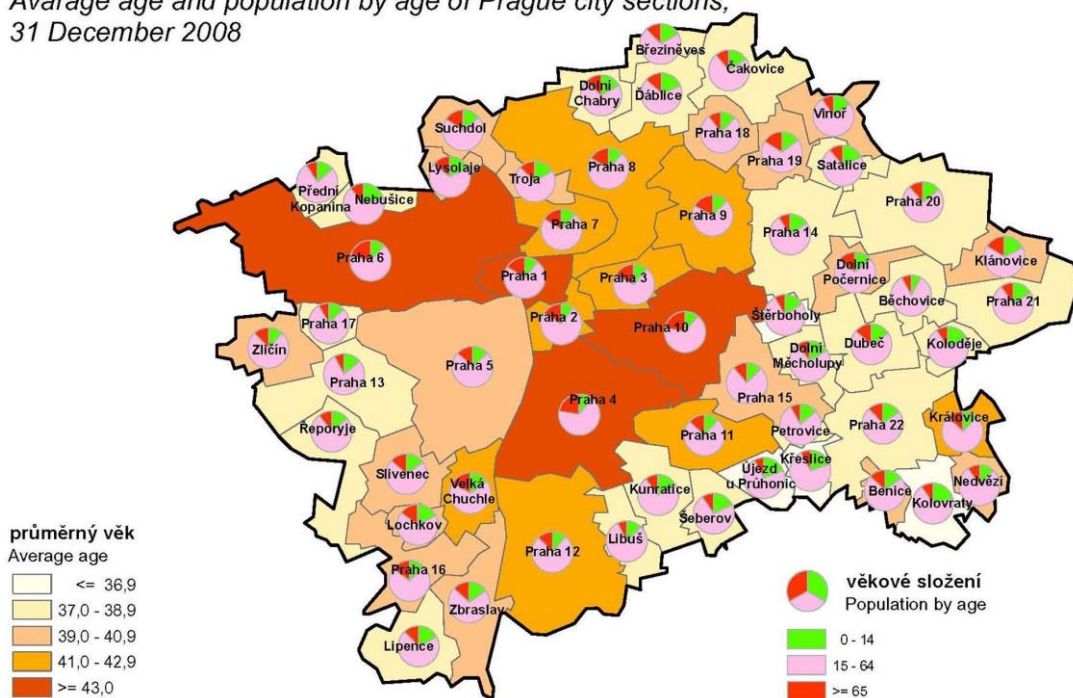 Avarage age and population by age of Prague city sections,
31 December 2008
Březiněves
Čakovice
Dolní
Chabry
Ďáblice
Vinoř
Suchdol
Praha 18
Praha 19
Satalice
Lysolaje
Troja
Praha 8
Přední
Kopanina
Nebušice
Praha 20
Praha 9
Praha 7
Praha 14
Praha 6
Klánovice
Dolní
Počernice
Praha 1
Praha 3
Běchovice
Praha 21
Štěrboholy
Praha 2
Praha 10
Praha 17
Zličín
Dubeč
Koloděje
Dolní
Měcholupy
Praha 5
Praha 13
Praha 15
Praha 4
Královice
Řeporyje
Praha 11
Petrovice
Praha 22
Křeslice
Slivenec
Újezd
u Průhonic
Velká
Chuchle
Kunratice
Benice
Nedvězí
Kolovraty
Lochkov
Šeberov
Libuš
Praha 12
Praha 16
Zbraslav
Lipence
průměrný věk
Average age
<= 36,9
37,0 - 38,9
39,0 - 40,9
41,0 - 42,9
>= 43,0
věkové složení
Population by age
0 - 14
15 - 64
>= 65